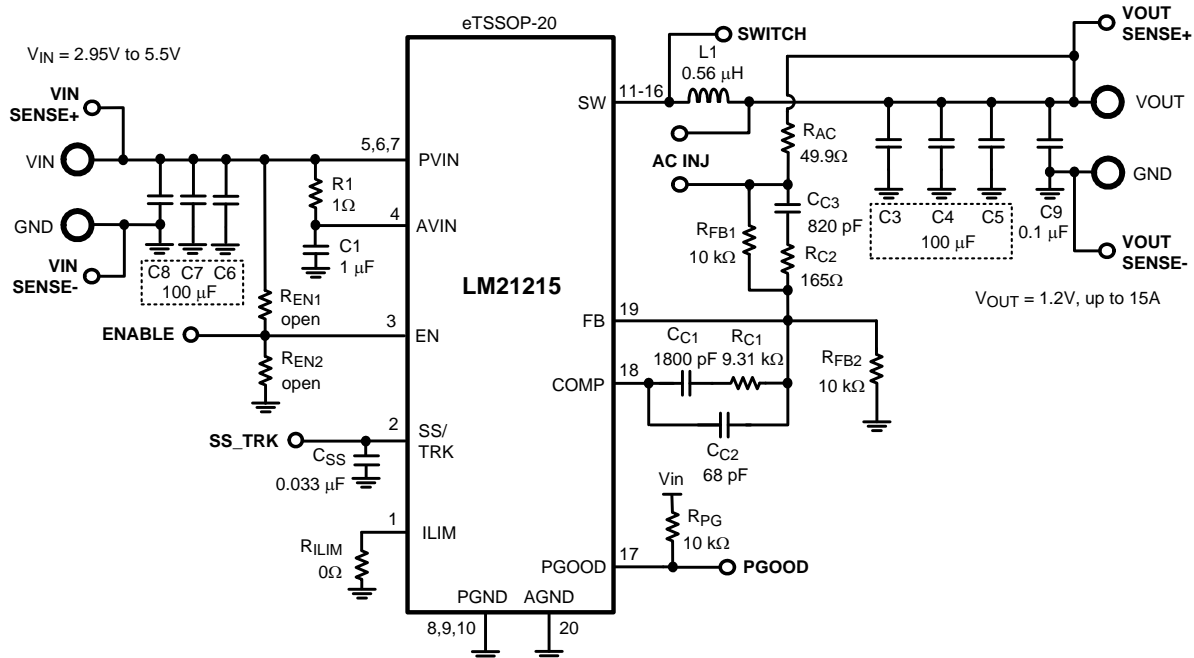 eTSSOP-20
VIN = 2.95V to 5.5V
VIN
SENSE+
VIN
GND
VIN
SENSE-
C8 C7 C6
100 μF
R1
1Ω
C1
1 μF
REN1
open
ENABLE
REN2
open
SS_TRK
CSS
0.033 μF
RILIM
0Ω
5,6,7
PVIN
4
AVIN
3
EN
2
SS/
TRK
1
ILIM
LM21215
PGND
AGND
8,9,10
20
SW
11-16
FB
19
COMP
18
PGOOD
17
SWITCH
L1
0.56 μH
AC INJ
RAC
49.9Ω
CC3
820 pF
RFB1
10 kΩ
RC2
165Ω
CC1
1800 pF
RC1
9.31 kΩ
CC2
68 pF
RFB2
10 kΩ
Vin
RPG
10 kΩ
PGOOD
C3 C4 C5
100 μF
C9
0.1 μF
VOUT
SENSE+
VOUT
GND
VOUT
SENSE-
VOUT = 1.2V, up to 15A